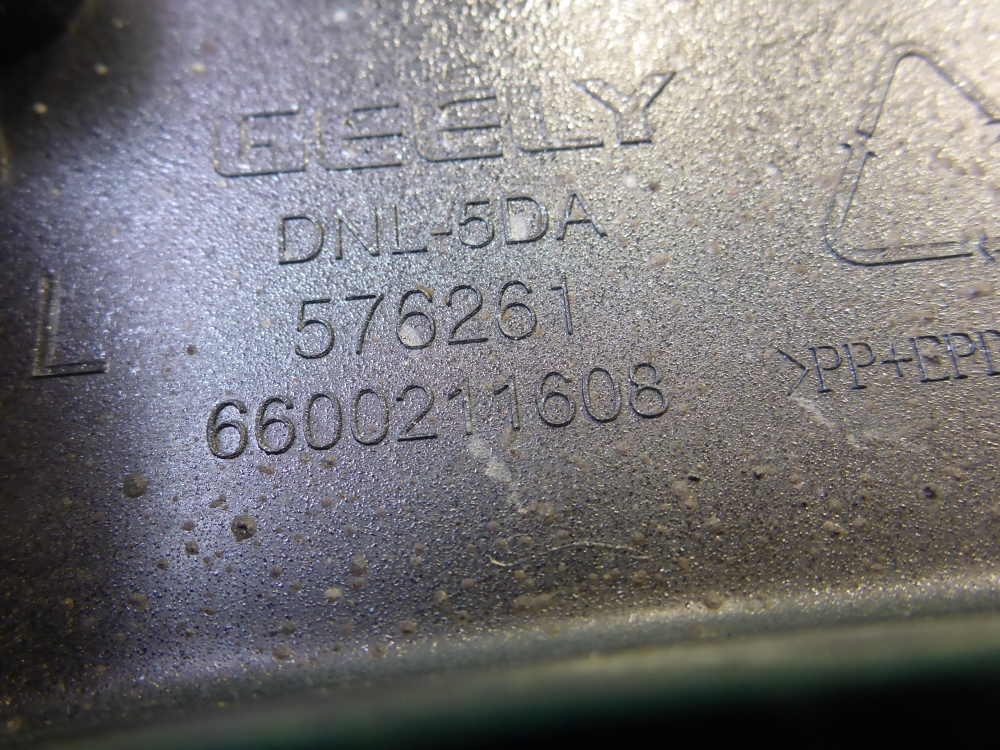 GEELY
DNL-5DA
576261
L
6600211608
>PP+EPD